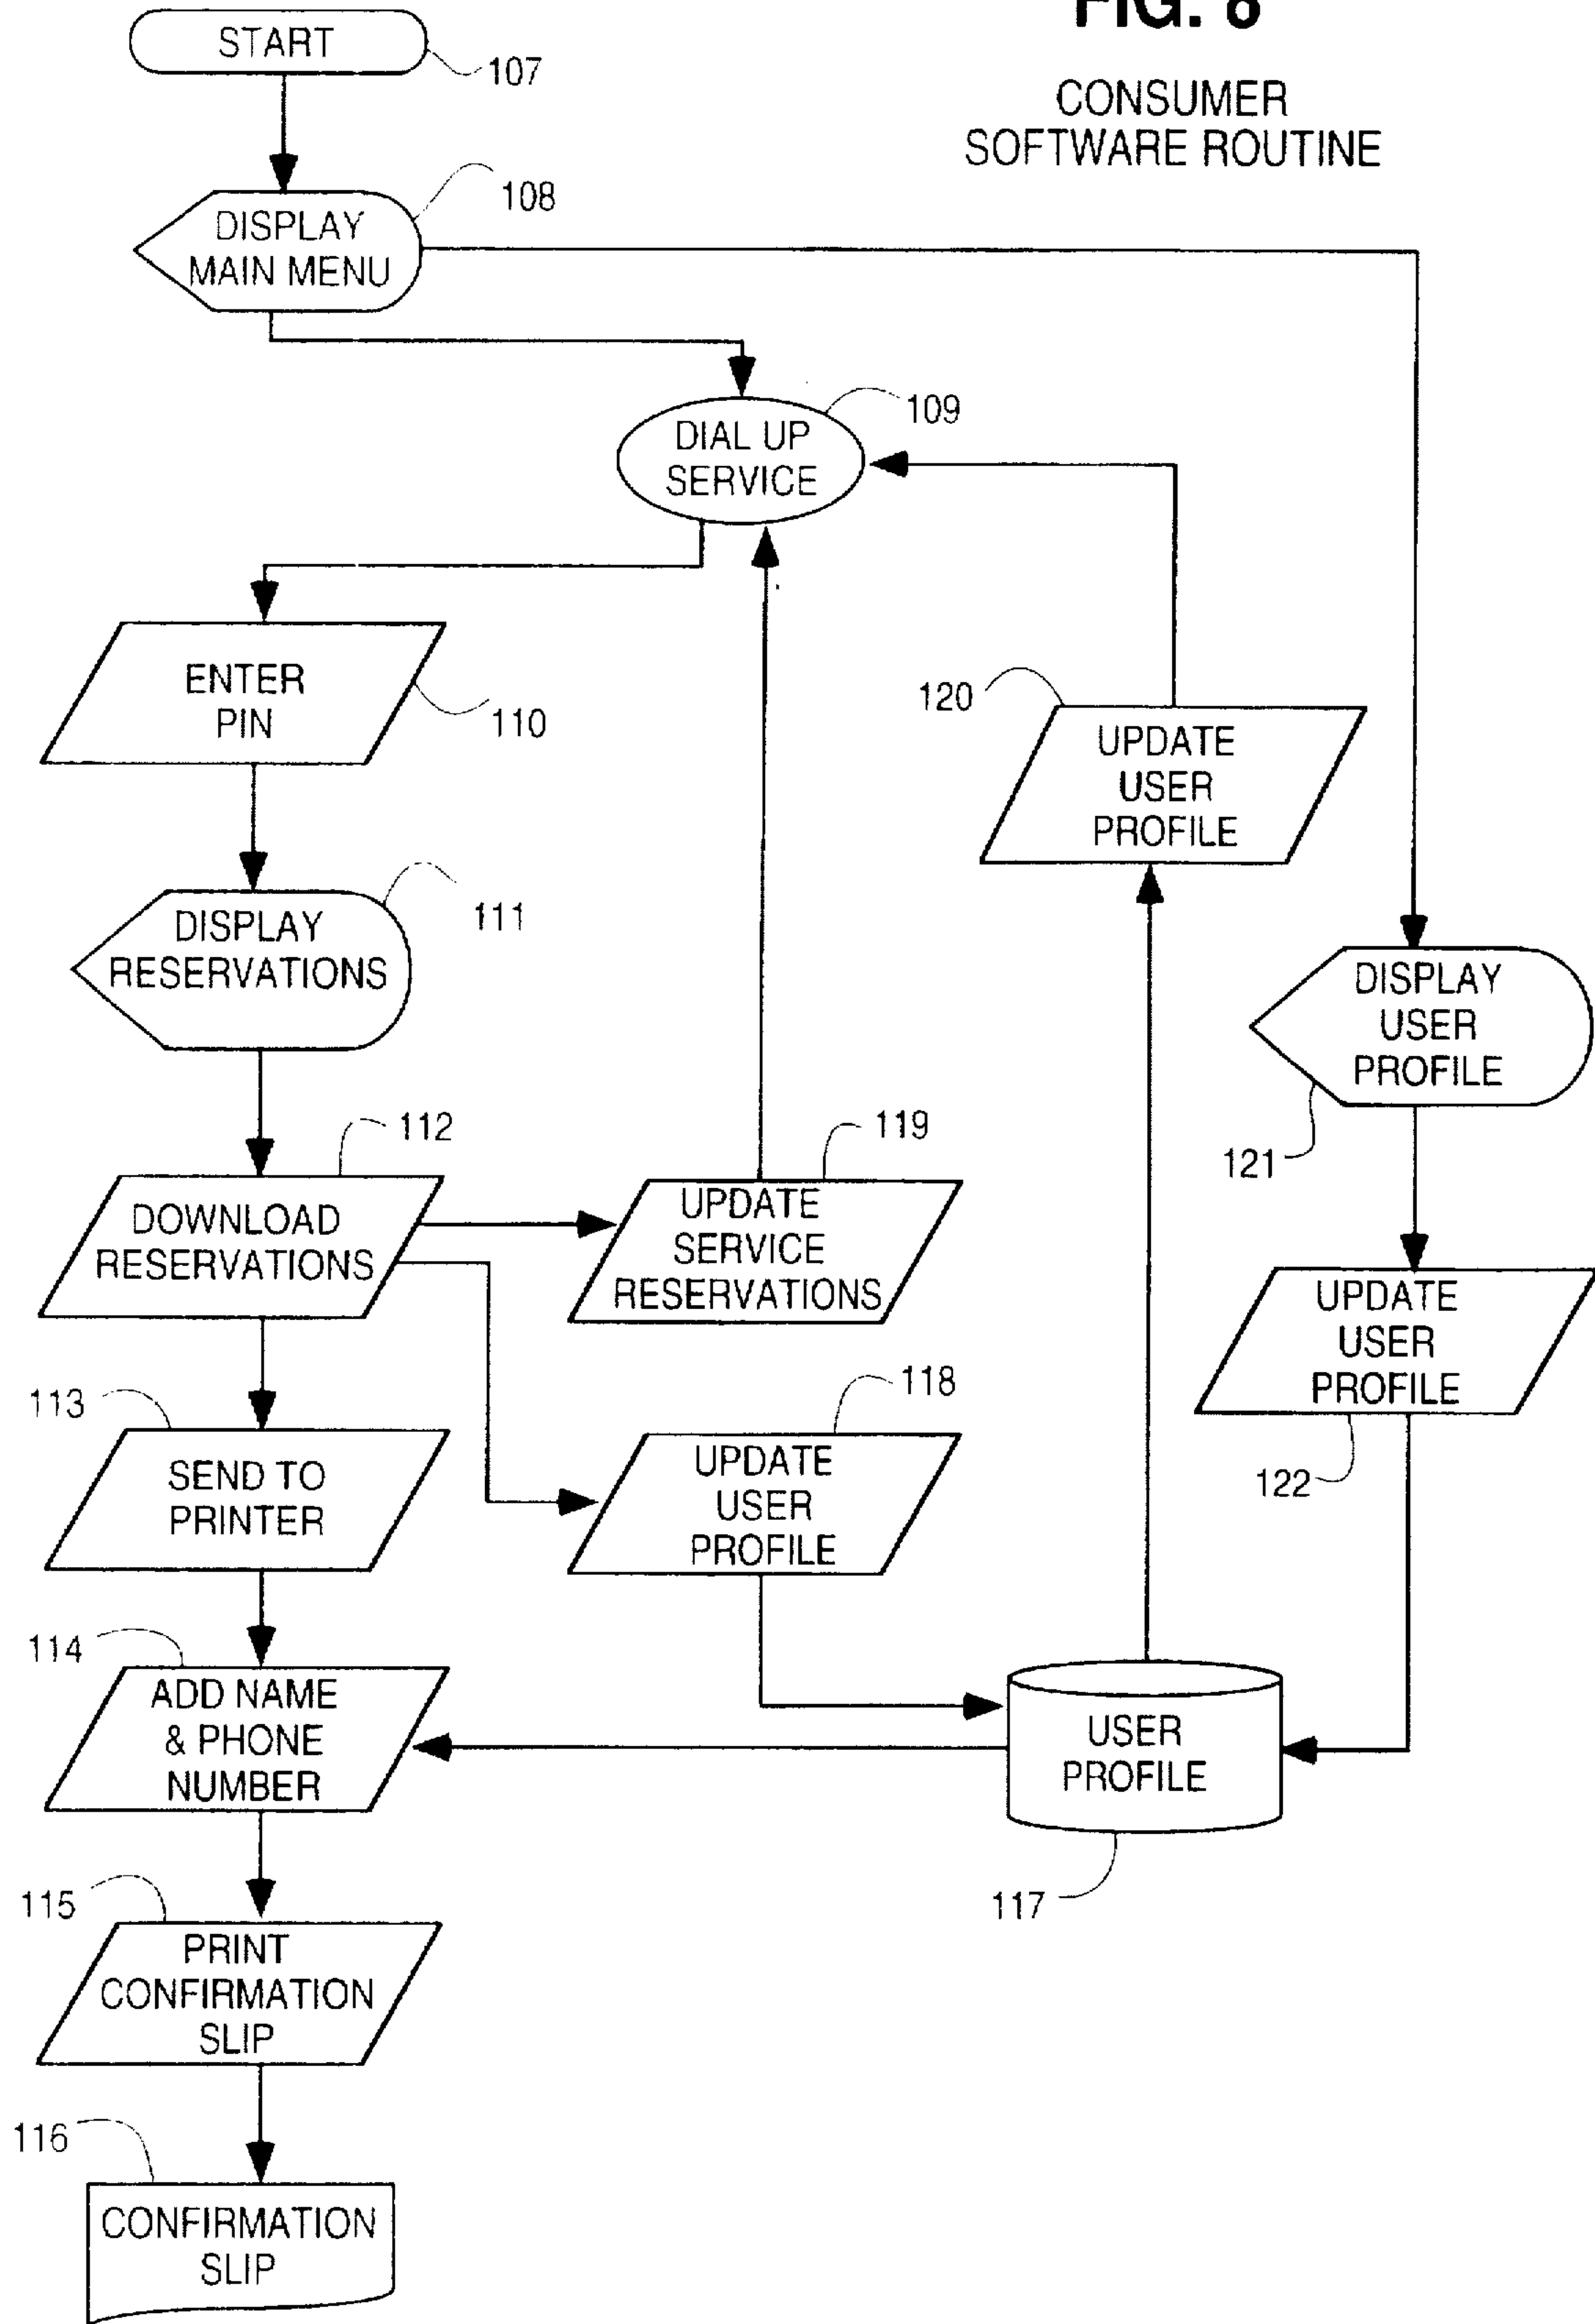 FIG. 8
CONSUMER
SOFTWARE ROUTINE
START
107
DISPLAY
MAIN MENU
108
DIAL UP
SERVICE
109
ENTER
PIN
110
120
UPDATE
USER
PROFILE
DISPLAY
RESERVATIONS
111
DISPLAY
USER
PROFILE
121
DOWNLOAD
RESERVATIONS
112
UPDATE
SERVICE
RESERVATIONS
119
UPDATE
USER
PROFILE
122
113
SEND TO
PRINTER
UPDATE
USER
PROFILE
118
114
ADD NAME
& PHONE
NUMBER
USER
PROFILE
117
115
PRINT
CONFIRMATION
SLIP
116
CONFIRMATION
SLIP